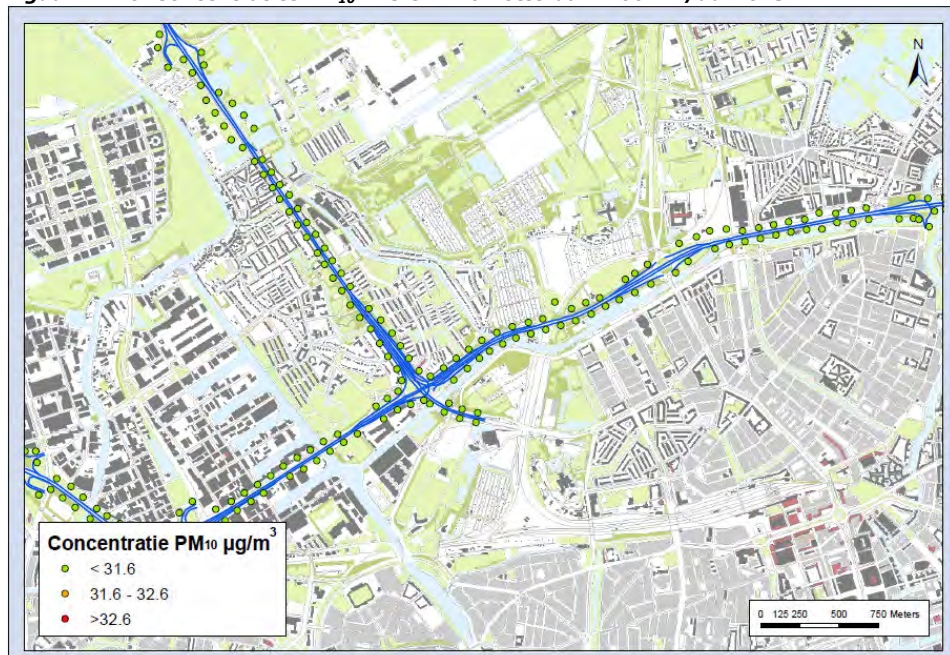 N
Concentratie PM₁₀ µg/m³
< 31.6
31.6 - 32.6
>32.6
0 125 250 500 750 Meters